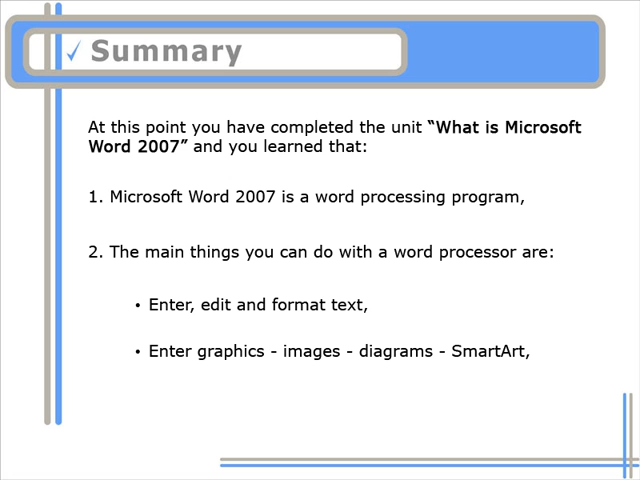 Summary
At this point you have completed the unit “What is Microsoft
Word 2007” and you learned that:
1. Microsoft Word 2007 is a word processing program,
2. The main things you can do with a word processor are:
• Enter, edit and format text,
• Enter graphics - images - diagrams - SmartArt,